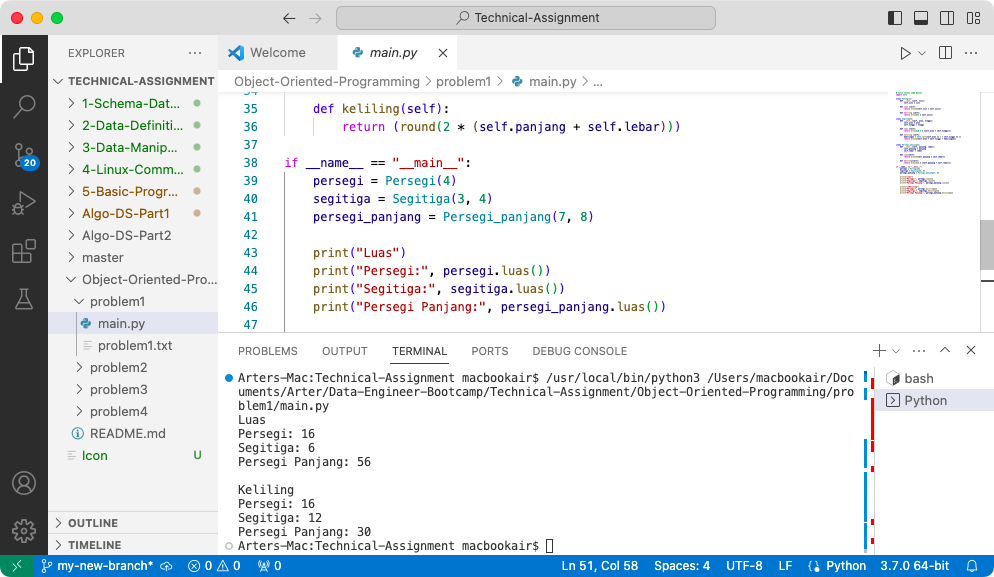 Technical-Assignment
EXPLORER
TECHNICAL-ASSIGNMENT
1-Schema-Dat...
2-Data-Definiti...
3-Data-Manip...
4-Linux-Comm...
5-Basic-Progr...
Algo-DS-Part1
Algo-DS-Part2
master
Object-Oriented-Pro...
problem1
main.py
problem1.txt
problem2
problem3
problem4
README.md
Icon U
OUTLINE
TIMELINE
20
Welcome
main.py
Object-Oriented-Programming > problem1 > main.py > ...
35 def keliling(self):
36 return (round(2 * (self.panjang + self.lebar)))
37
38 if __name__ == "__main__":
39 persegi = Persegi(4)
40 segitiga = Segitiga(3, 4)
41 persegi_panjang = Persegi_panjang(7, 8)
42
43 print("Luas")
44 print("Persegi:", persegi.luas())
45 print("Segitiga:", segitiga.luas())
46 print("Persegi Panjang:", persegi_panjang.luas())
47
PROBLEMS OUTPUT TERMINAL PORTS DEBUG CONSOLE
Arters-Mac:Technical-Assignment macbookair$ /usr/local/bin/python3 /Users/macbookair/Doc
uments/Arter/Data-Engineer-Bootcamp/Technical-Assignment/Object-Oriented-Programming/pro
blem1/main.py
Luas
Persegi: 16
Segitiga: 6
Persegi Panjang: 56
Keliling
Persegi: 16
Segitiga: 12
Persegi Panjang: 30
Arters-Mac:Technical-Assignment macbookair$
bash
Python
my-new-branch* 0 0 0 Ln 51, Col 58 Spaces: 4 UTF-8 LF Python 3.7.0 64-bit